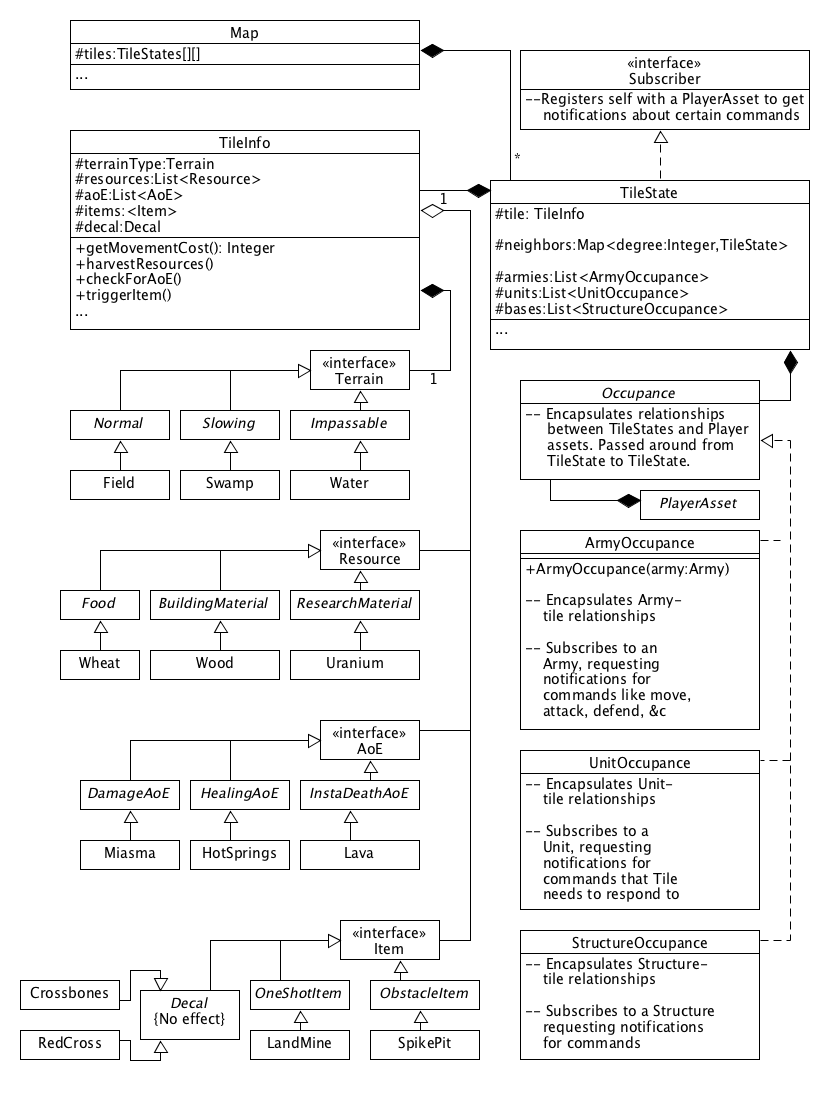 Map
#tiles:TileStates[][]
...
«interface»
Subscriber
--Registers self with a PlayerAsset to get
notifications about certain commands
*
TileInfo
#terrainType:Terrain
#resources:List<Resource>
#aoE:List<AoE>
#items:<Item>
#decal:Decal
+getMovementCost(): Integer
+harvestResources()
+checkForAoE()
+triggerItem()
...
1
TileState
#tile: TileInfo
#neighbors:Map<degree:Integer,TileState>
#armies:List<ArmyOccupance>
#units:List<UnitOccupance>
#bases:List<StructureOccupance>
...
«interface»
Terrain
1
Normal
Slowing
Impassable
Field
Swamp
Water
Occupance
-- Encapsulates relationships
between TileStates and Player
assets. Passed around from
TileState to TileState.
PlayerAsset
«interface»
Resource
Food
BuildingMaterial
ResearchMaterial
Wheat
Wood
Uranium
ArmyOccupance
+ArmyOccupance(army:Army)
-- Encapsulates Army-
tile relationships
-- Subscribes to an
Army, requesting
notifications for
commands like move,
attack, defend, &c
«interface»
AoE
DamageAoE
HealingAoE
InstaDeathAoE
Miasma
HotSprings
Lava
UnitOccupance
-- Encapsulates Unit-
tile relationships
-- Subscribes to a
Unit, requesting
notifications for
commands that Tile
needs to respond to
«interface»
Item
Crossbones
Decal
{No effect}
OneShotItem
ObstacleItem
RedCross
LandMine
SpikePit
StructureOccupance
-- Encapsulates Structure-
tile relationships
-- Subscribes to a Structure
requesting notifications
for commands